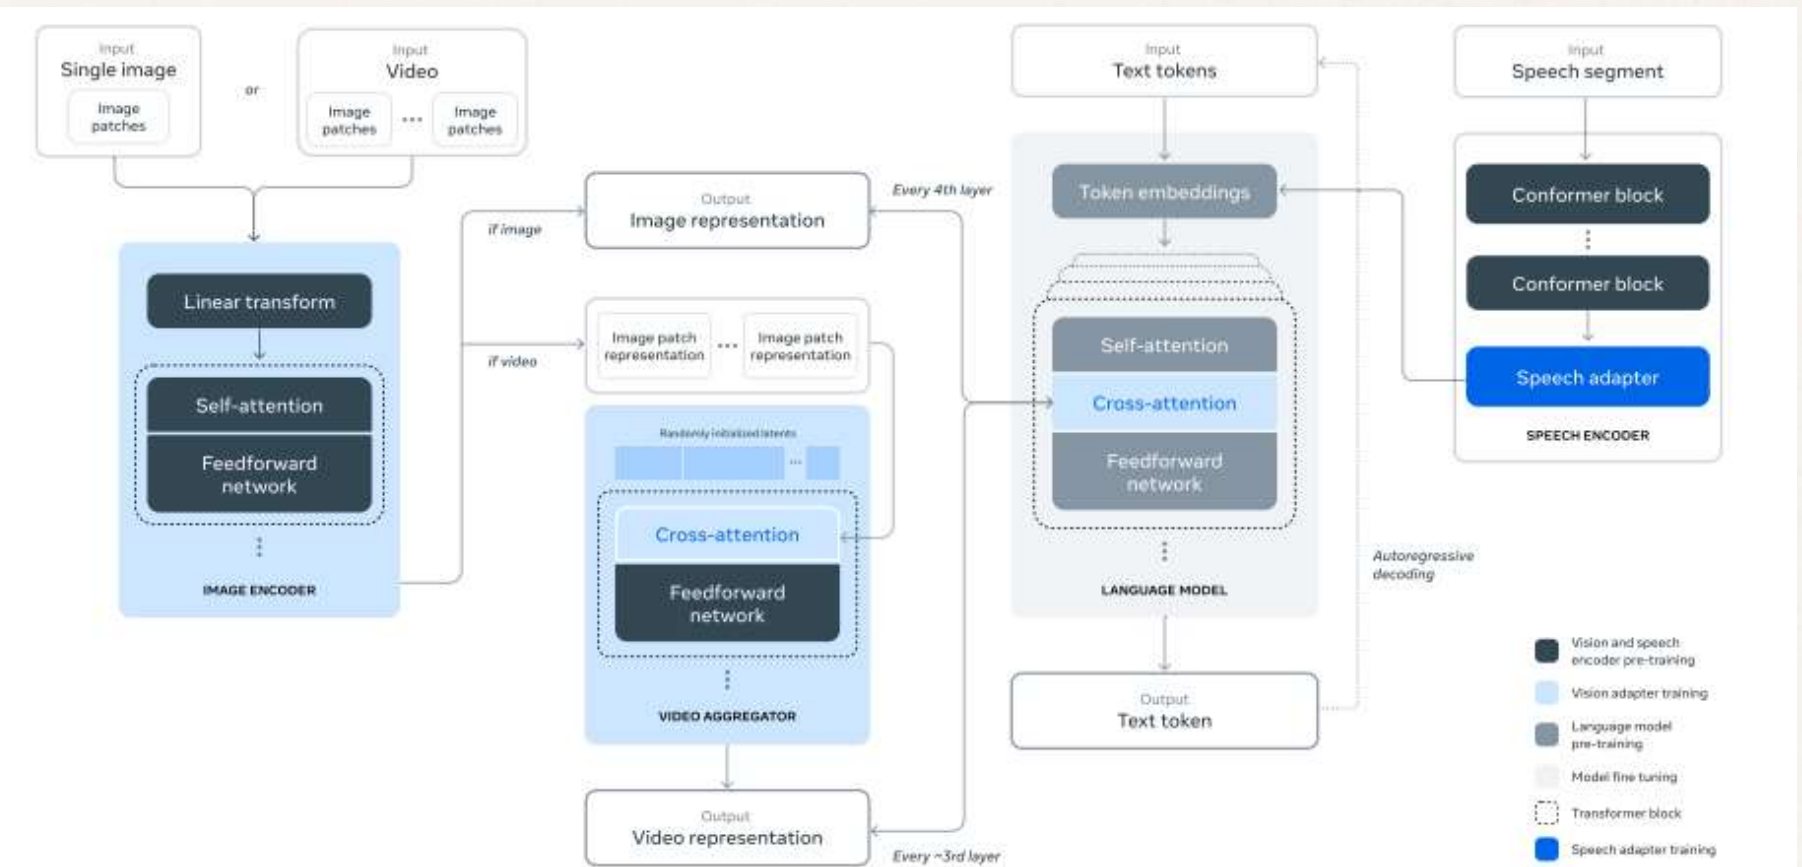 Input
Single image
Image
patches
or
Input
Video
Image
patches
...
Image
patches
Linear transform
Self-attention
Feedforward
network
IMAGE ENCODER
if image
if video
Output
Image representation
Image patch
representation
...
Image patch
representation
Randomly initialized latents
...
Cross-attention
Feedforward
network
VIDEO AGGREGATOR
Output
Video representation
Every 4th layer
Every ~3rd layer
Input
Text tokens
Token embeddings
Self-attention
Cross-attention
Feedforward
network
LANGUAGE MODEL
Output
Text token
Autoregressive
decoding
Input
Speech segment
Conformer block
Conformer block
Speech adapter
SPEECH ENCODER
Vision and speech
encoder pre-training
Vision adapter training
Language model
pre-training
Model fine tuning
Transformer block
Speech adapter training